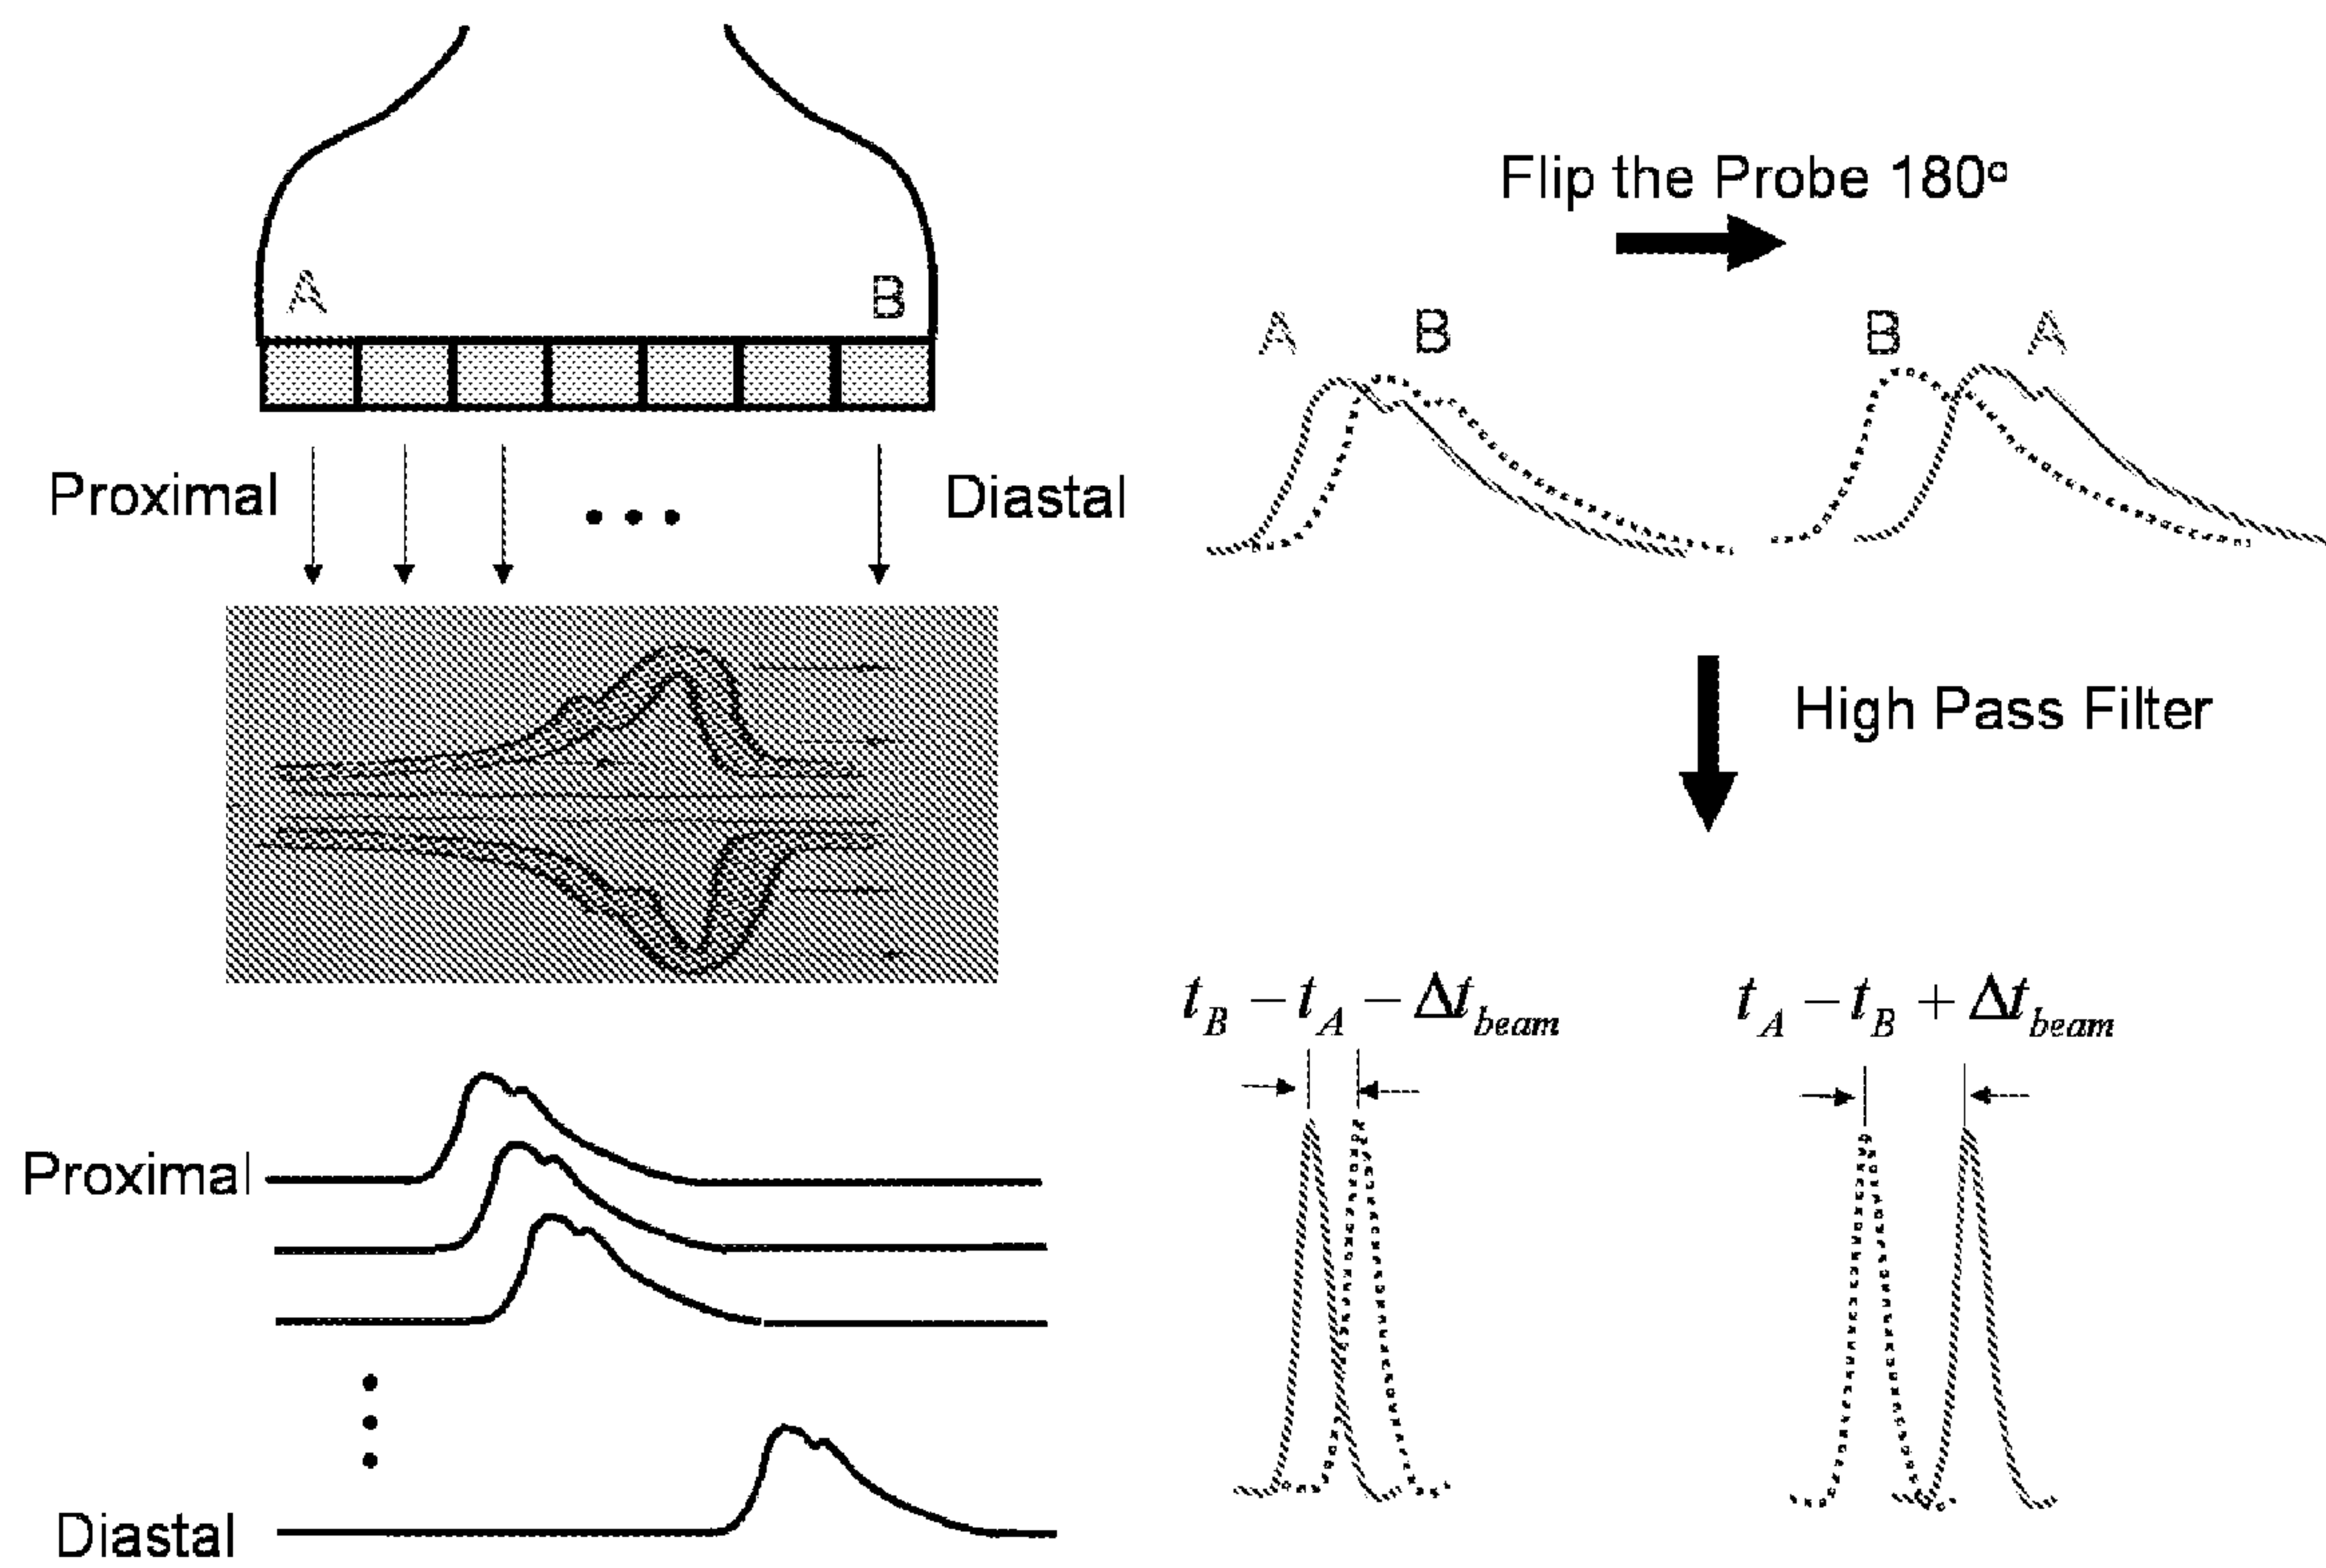 Flip the Probe 180°
A
B
A
B
B
A
Proximal
Diastal
High Pass Filter
t_B − t_A − Δt_beam
t_A − t_B + Δt_beam
Proximal
Diastal